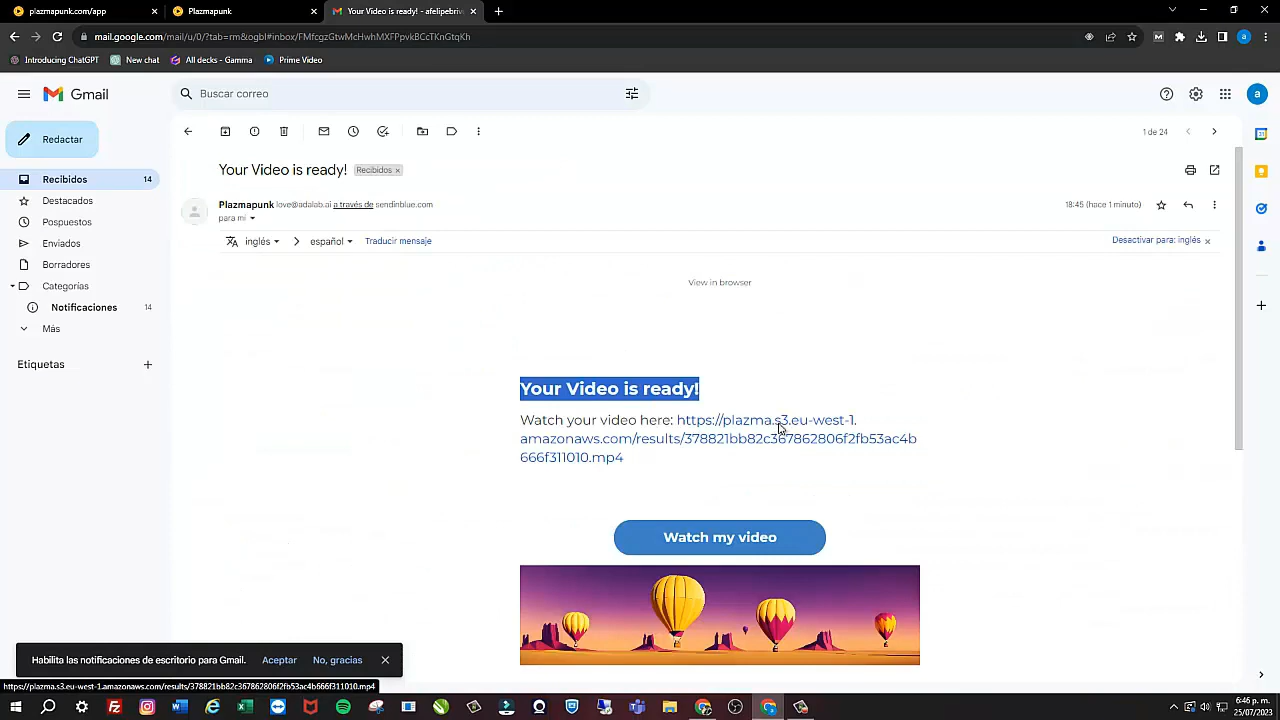 plazmapunk.com/app
Plazmapunk
Your Video is ready! - afelipebriv
mail.google.com/mail/u/0/?tab=rm&ogbl#inbox/FMfcgzGtwMcHwhMXFPpvkBCcTKnGtqKh
Introducing ChatGPT
New chat
All decks - Gamma
Prime Video
Gmail
Buscar correo
a
a
Redactar
1 de 24
Recibidos 14
Destacados
Pospuestos
Enviados
Borradores
Categorías
Notificaciones 14
Más
Etiquetas
Your Video is ready! Recibidos x
Plazmapunk love@adalab.ai a través de sendinblue.com 18:45 (hace 1 minuto)
para mí
inglés > español Traducir mensaje Desactivar para: inglés x
View in browser
Your Video is ready!
Watch your video here: https://plazma.s3.eu-west-1.
amazonaws.com/results/378821bb82c367862806f2fb53ac4b
666f311010.mp4
Watch my video
Habilita las notificaciones de escritorio para Gmail. Aceptar No, gracias
https://plazma.s3.eu-west-1.amazonaws.com/results/378821bb82c367862806f2fb53ac4b666f311010.mp4
6:46 p. m.
25/07/2023